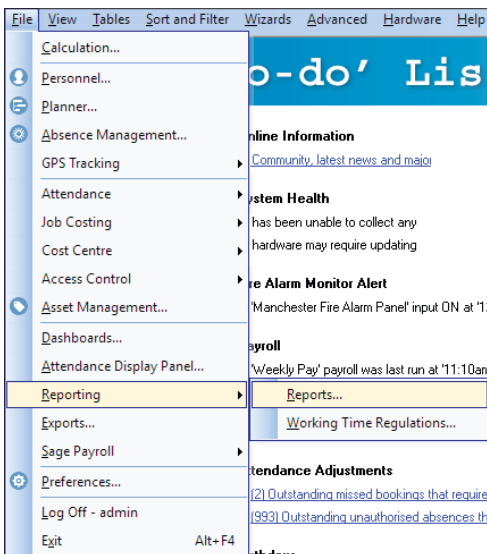 File View Tables Sort and Filter Wizards Advanced Hardware Help
Calculation...
Personnel...
Planner...
Absence Management...
GPS Tracking
Attendance
Job Costing
Cost Centre
Access Control
Asset Management...
Dashboards...
Attendance Display Panel...
Reporting
Exports...
Sage Payroll
Preferences...
Log Off - admin
Exit Alt+F4
Reports...
Working Time Regulations...
o-do' Lis
nline Information
Community, latest news and major
ystem Health
has been unable to collect any
hardware may require updating
re Alarm Monitor Alert
'Manchester Fire Alarm Panel' input ON at '1
ayroll
'Weekly Pay' payroll was last run at '11:10am
tendance Adjustments
(2) Outstanding missed bookings that require
(993) Outstanding unauthorised absences th